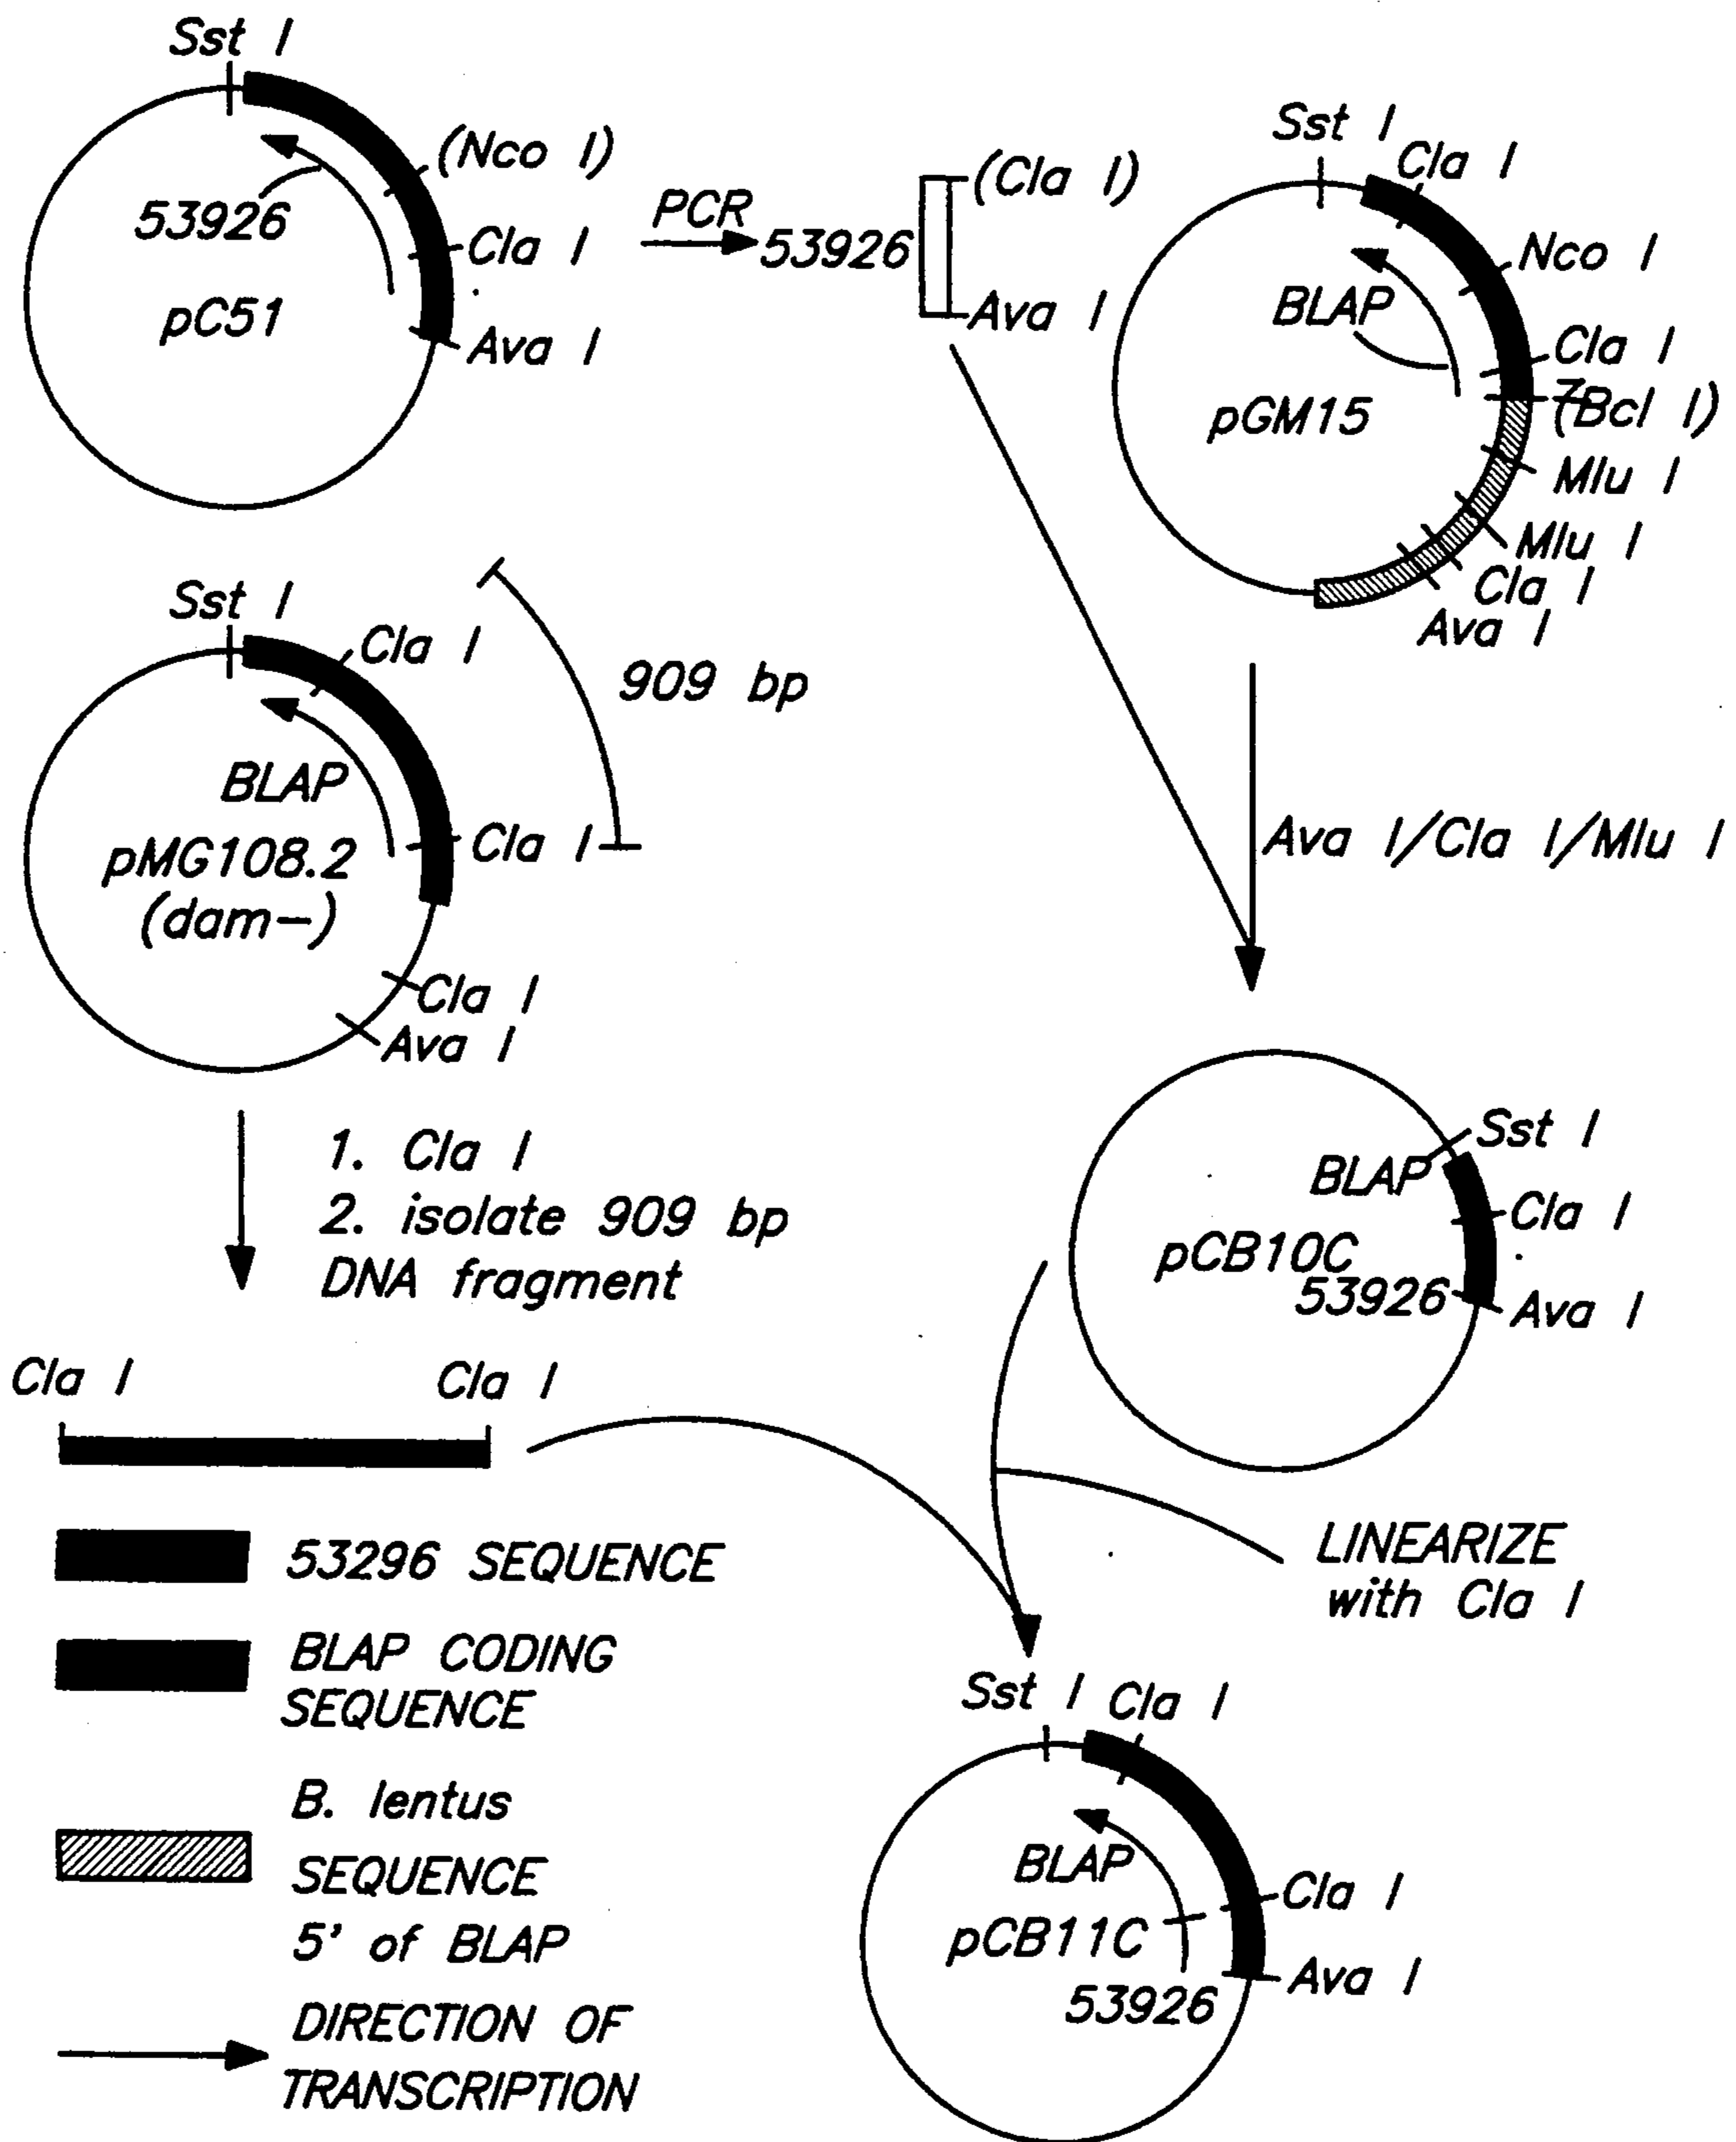 Sst I
(Nco I)
53926
Cla I
pC51
Ava I
PCR
53926
(Cla I)
Ava I
Sst I
Cla I
Nco I
BLAP
Cla I
(Bcl I)
pGM15
Mlu I
Mlu I
Cla I
Ava I
Sst I
Cla I
909 bp
BLAP
Cla I
pMG108.2
(dam-)
Cla I
Ava I
Ava I/Cla I/Mlu I
1. Cla I
2. isolate 909 bp
DNA fragment
Sst I
BLAP
Cla I
pCB10C
53926
Ava I
Cla I
Cla I
LINEARIZE
with Cla I
53296 SEQUENCE
BLAP CODING
SEQUENCE
B. lentus
SEQUENCE
5' of BLAP
DIRECTION OF
TRANSCRIPTION
Sst I
Cla I
BLAP
Cla I
pCB11C
Ava I
53926